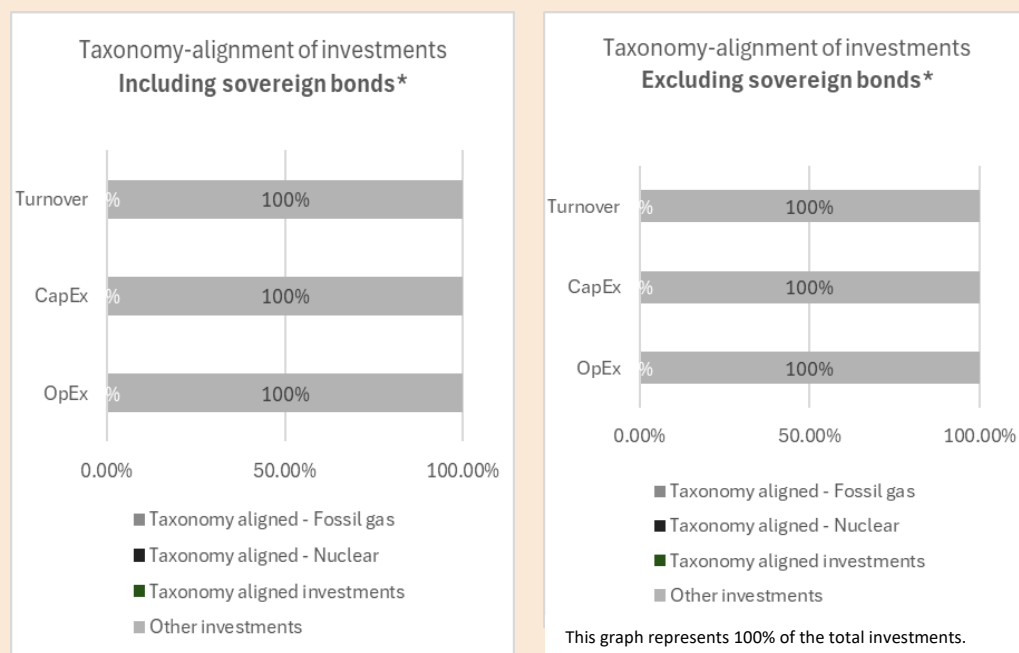 Taxonomy-alignment of investments
Including sovereign bonds*
Turnover
%
100%
CapEx
%
100%
OpEx
%
100%
0.00%
50.00%
100.00%
Taxonomy aligned - Fossil gas
Taxonomy aligned - Nuclear
Taxonomy aligned investments
Other investments
Taxonomy-alignment of investments
Excluding sovereign bonds*
Turnover
%
100%
CapEx
%
100%
OpEx
%
100%
0.00%
50.00%
100.00%
Taxonomy aligned - Fossil gas
Taxonomy aligned - Nuclear
Taxonomy aligned investments
Other investments
This graph represents 100% of the total investments.